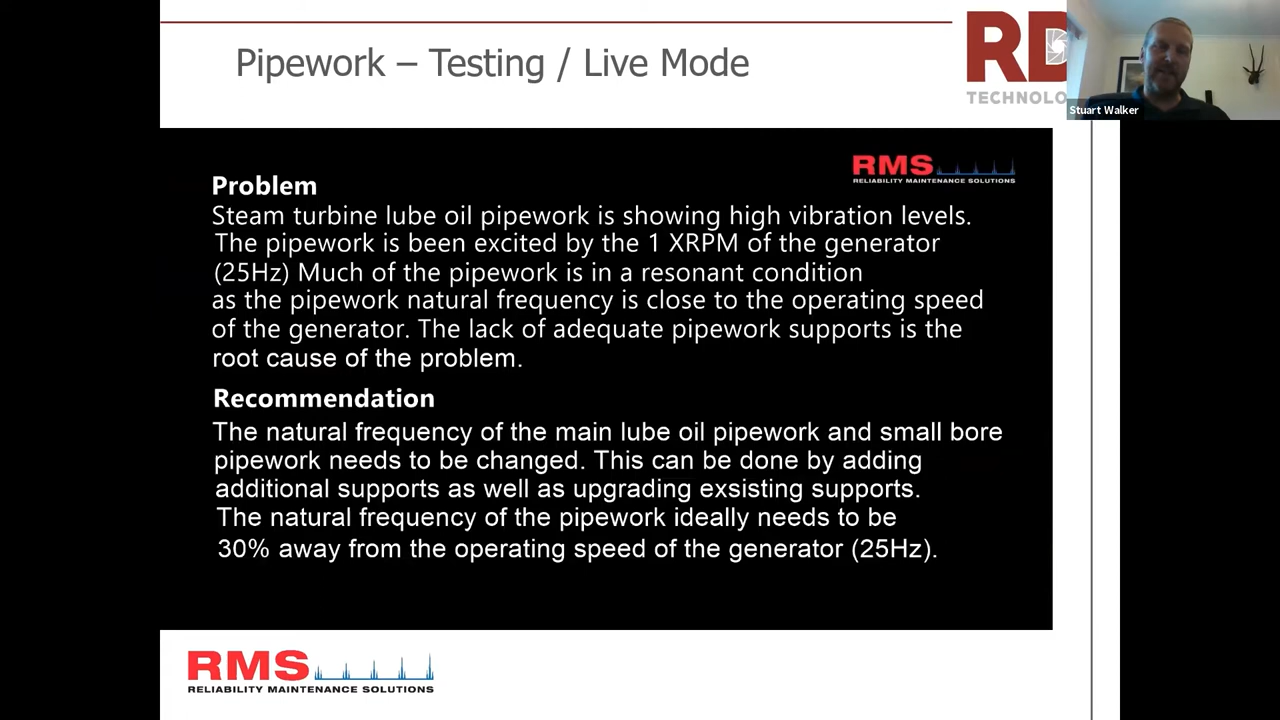 Pipework – Testing / Live Mode
RD
TECHNOLO
Stuart Walker
RMS
RELIABILITY MAINTENANCE SOLUTIONS
Problem
Steam turbine lube oil pipework is showing high vibration levels.
The pipework is been excited by the 1 XRPM of the generator
(25Hz) Much of the pipework is in a resonant condition
as the pipework natural frequency is close to the operating speed
of the generator. The lack of adequate pipework supports is the
root cause of the problem.
Recommendation
The natural frequency of the main lube oil pipework and small bore
pipework needs to be changed. This can be done by adding
additional supports as well as upgrading exsisting supports.
The natural frequency of the pipework ideally needs to be
30% away from the operating speed of the generator (25Hz).
RMS
RELIABILITY MAINTENANCE SOLUTIONS